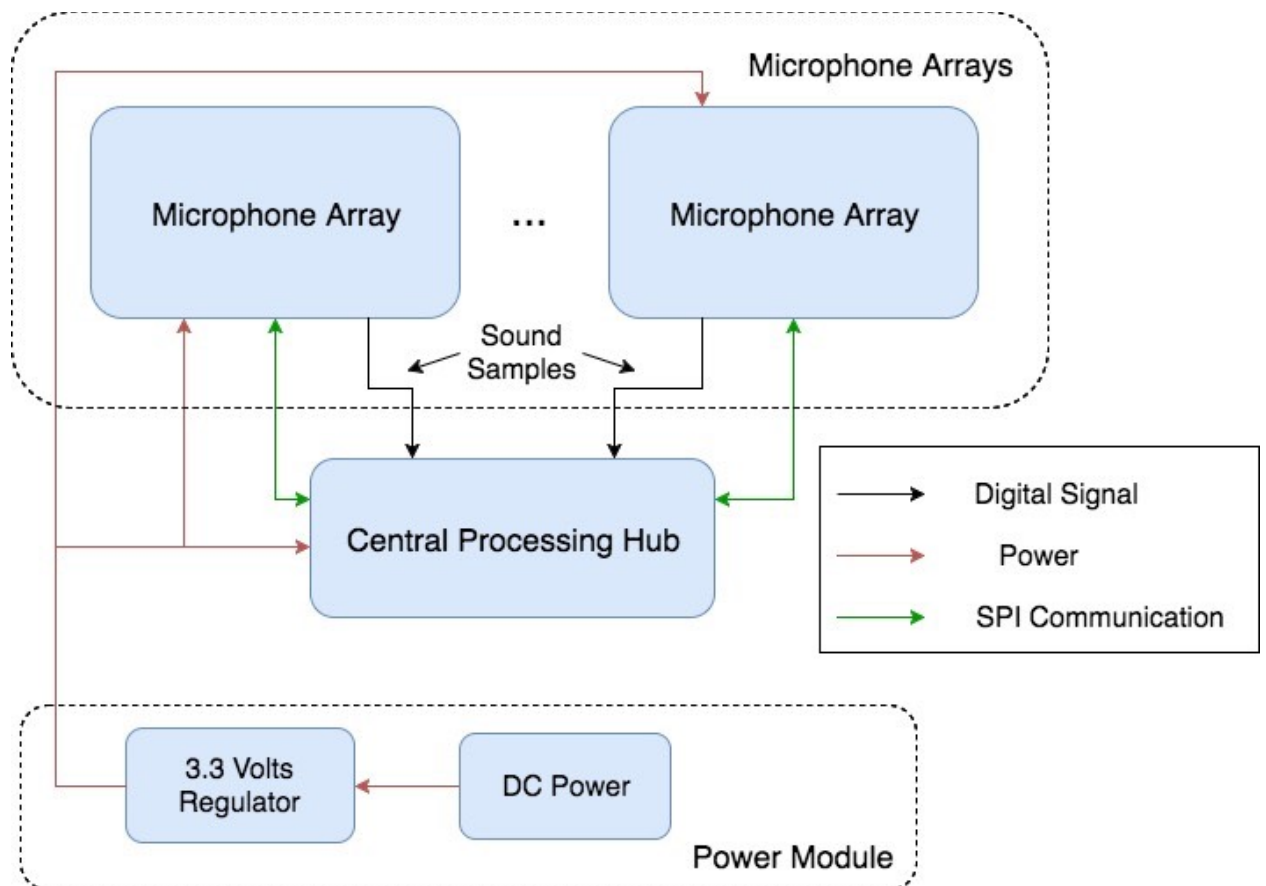 Microphone Arrays
Microphone Array
...
Microphone Array
Sound
Samples
Central Processing Hub
Digital Signal
Power
SPI Communication
3.3 Volts
Regulator
DC Power
Power Module